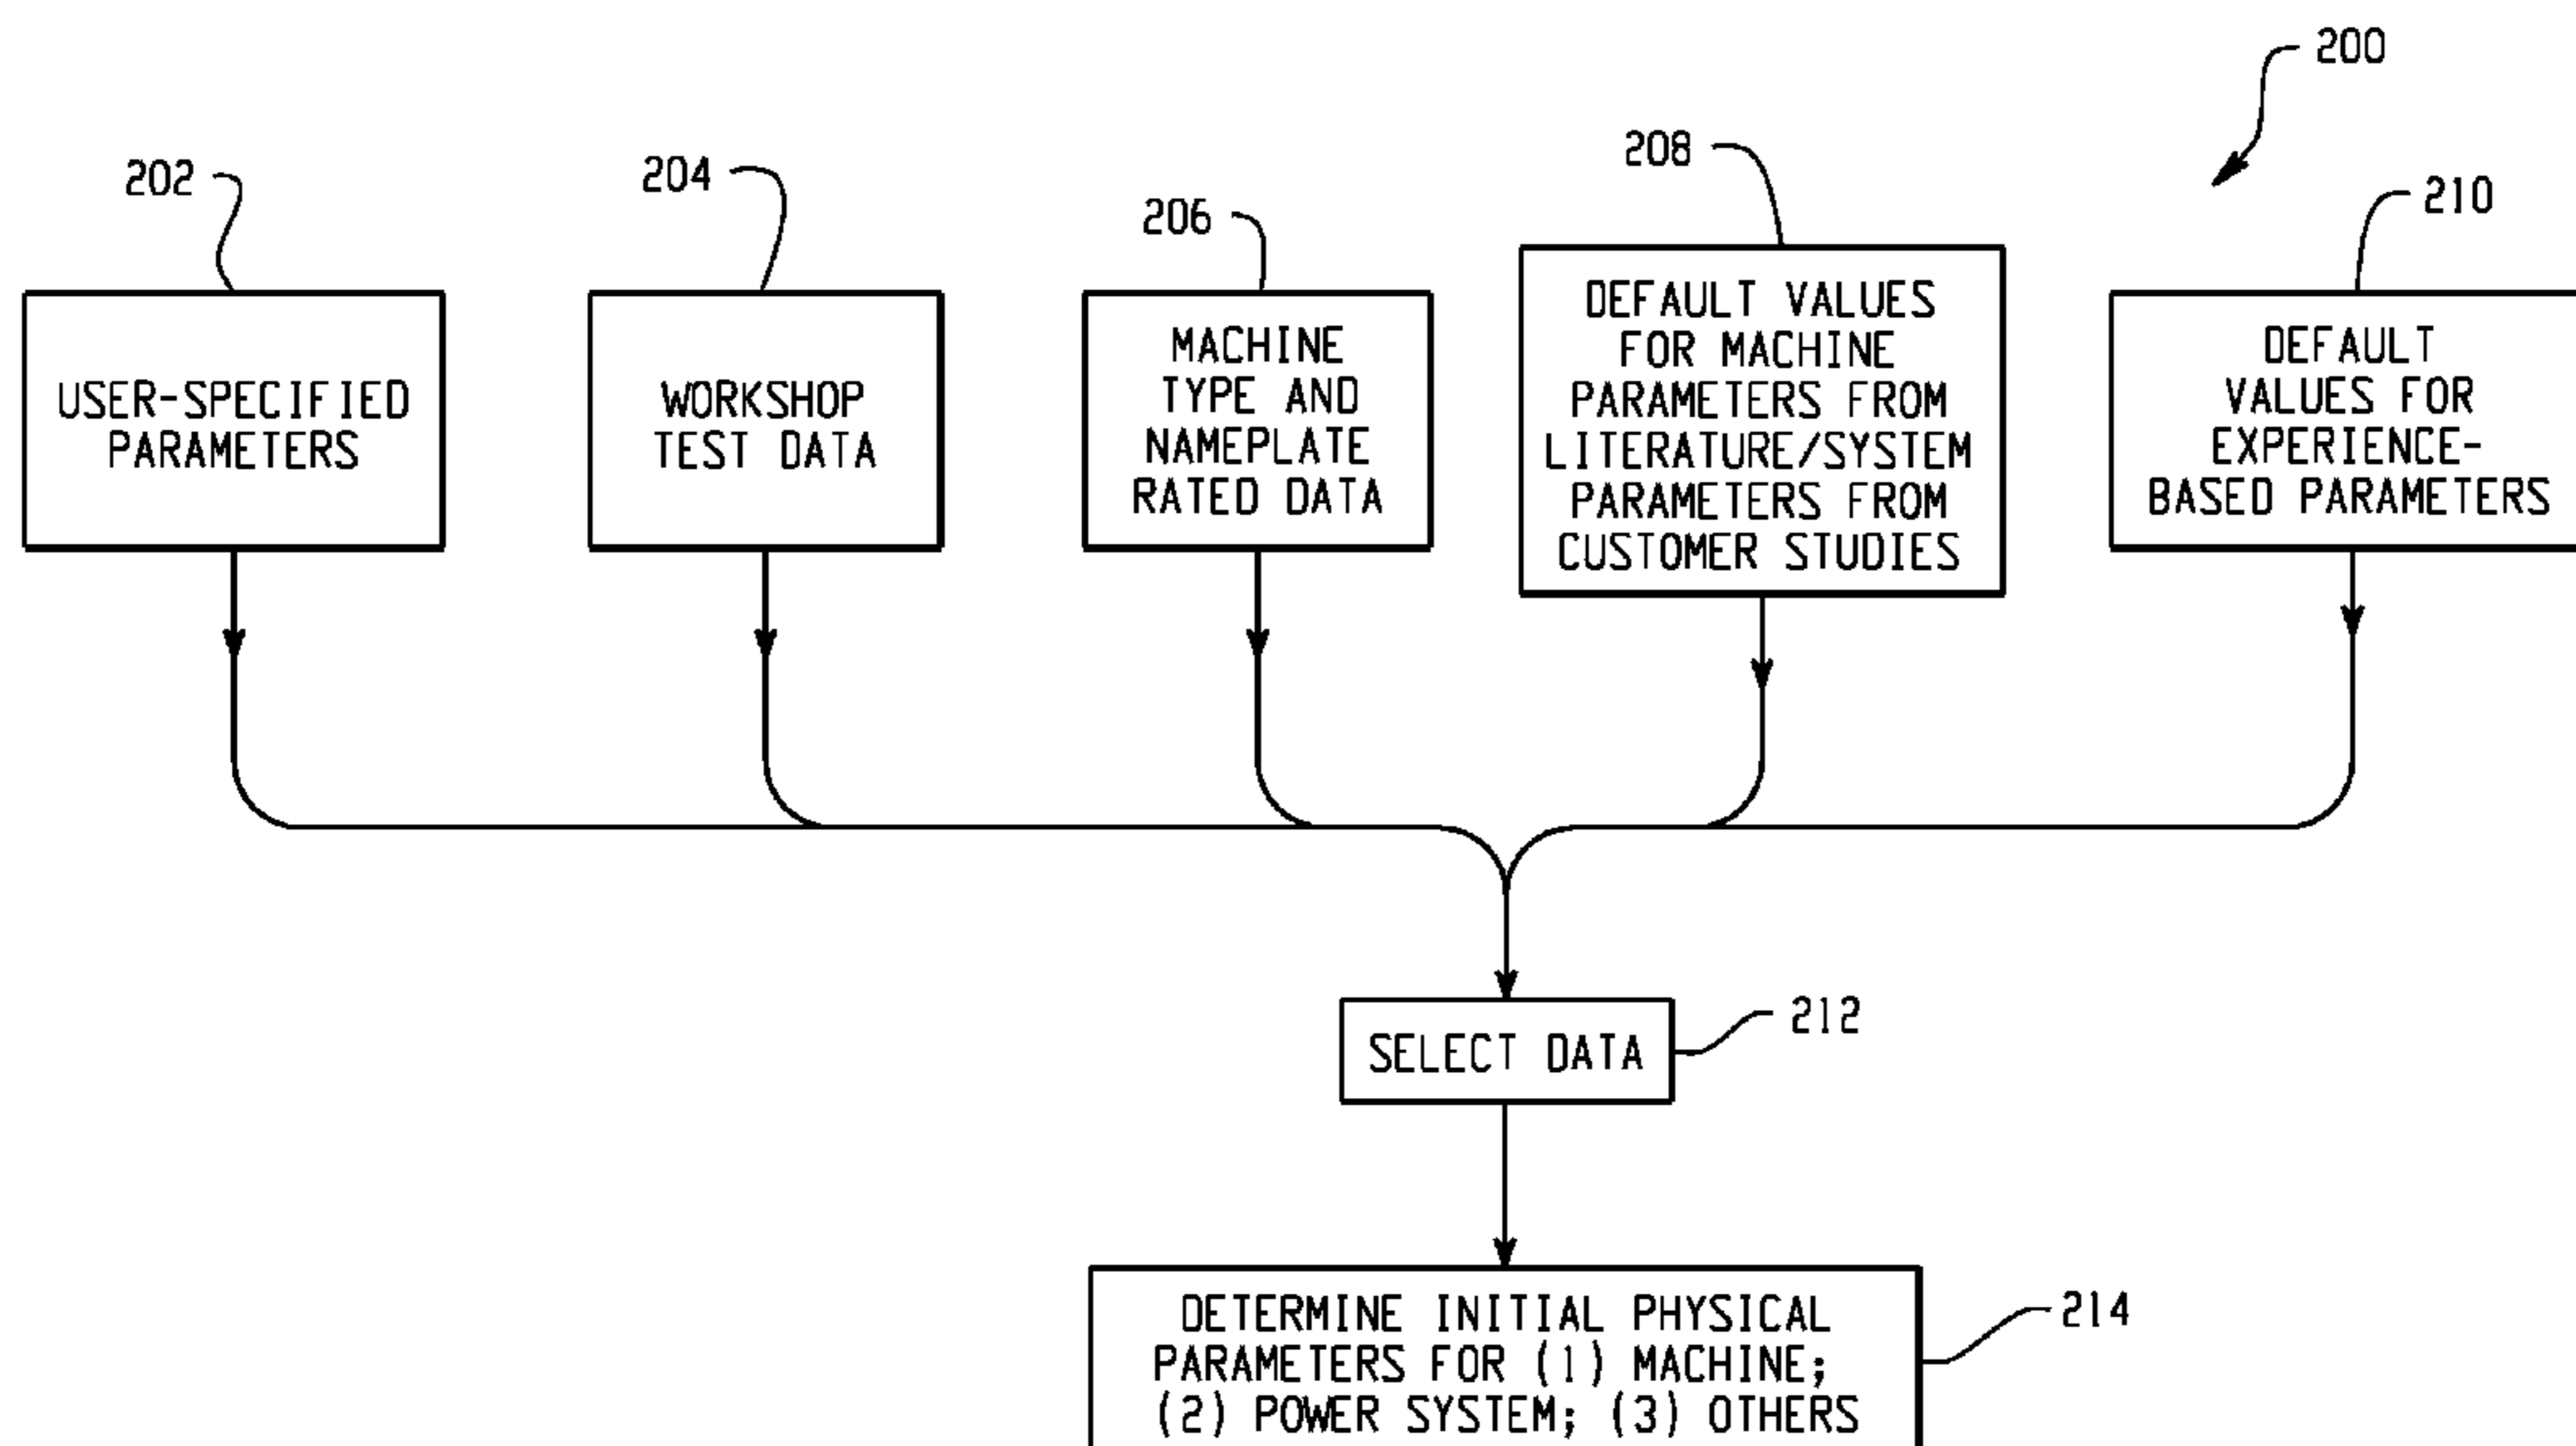 200
202
204
206
208
210
USER-SPECIFIED
PARAMETERS
WORKSHOP
TEST DATA
MACHINE
TYPE AND
NAMEPLATE
RATED DATA
DEFAULT VALUES
FOR MACHINE
PARAMETERS FROM
LITERATURE/SYSTEM
PARAMETERS FROM
CUSTOMER STUDIES
DEFAULT
VALUES FOR
EXPERIENCE-
BASED PARAMETERS
SELECT DATA
212
DETERMINE INITIAL PHYSICAL
PARAMETERS FOR (1) MACHINE;
(2) POWER SYSTEM; (3) OTHERS
214